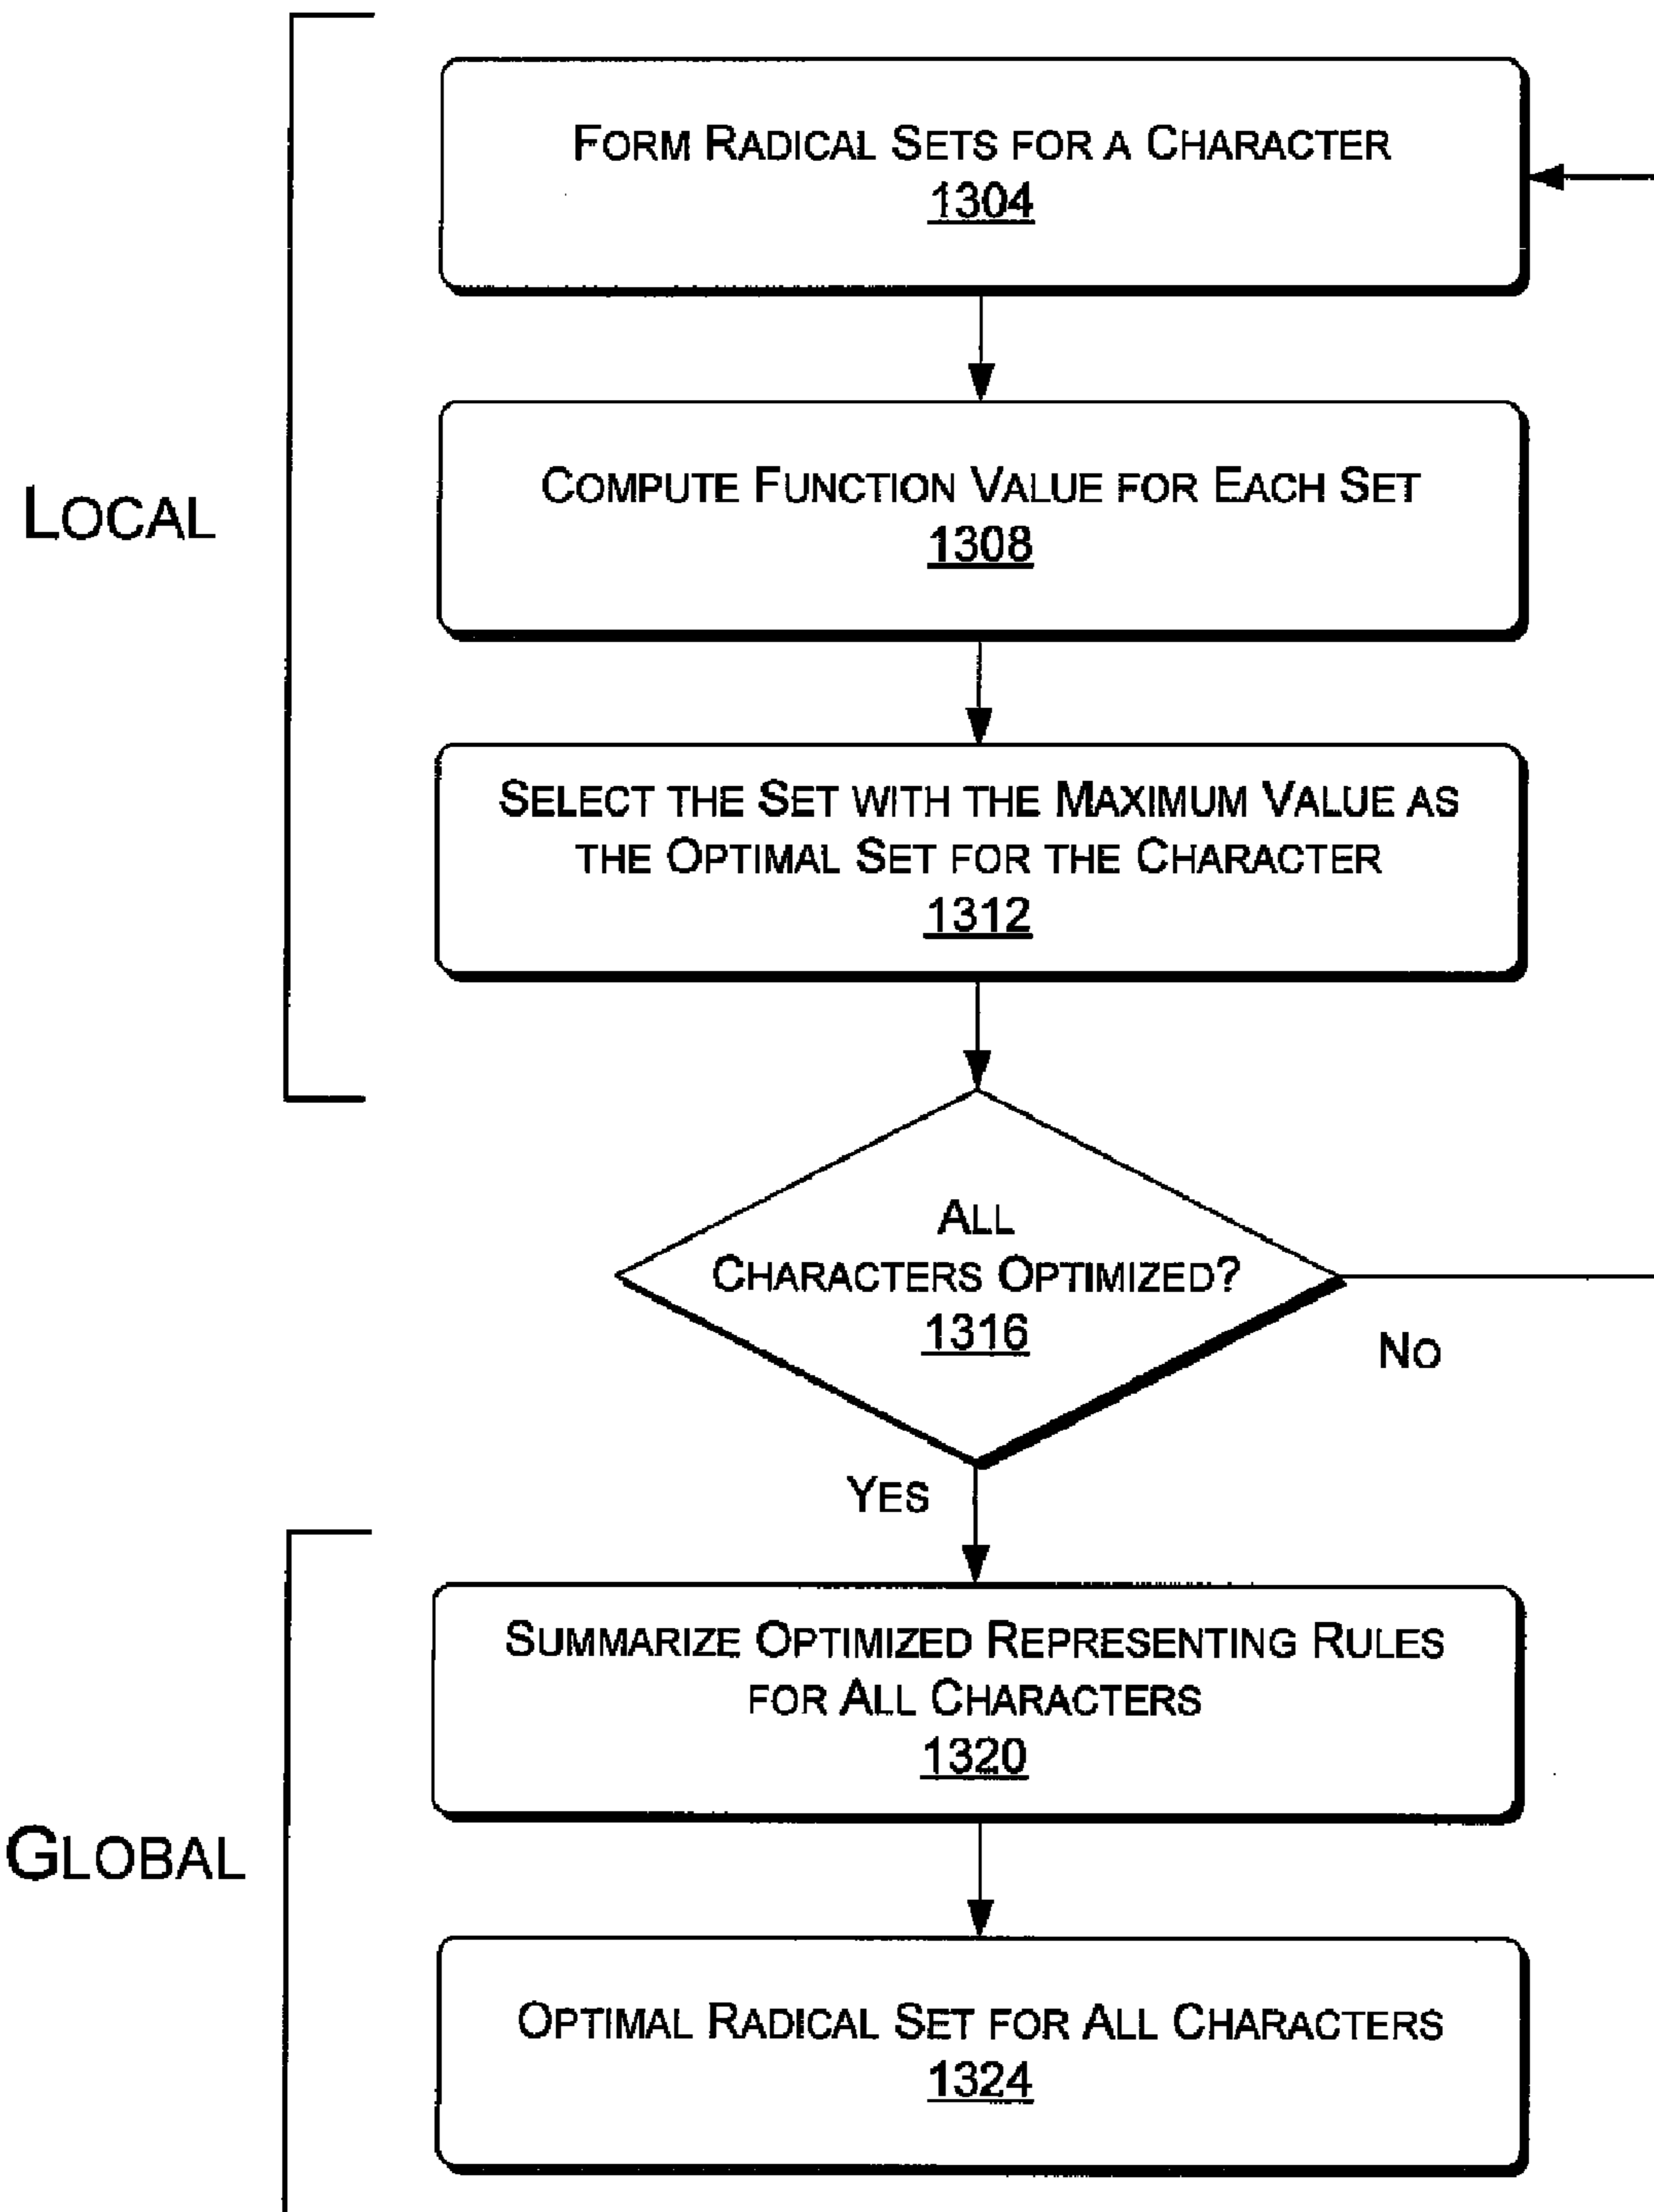 FORM RADICAL SETS FOR A CHARACTER
1304
LOCAL
COMPUTE FUNCTION VALUE FOR EACH SET
1308
SELECT THE SET WITH THE MAXIMUM VALUE AS
THE OPTIMAL SET FOR THE CHARACTER
1312
ALL
CHARACTERS OPTIMIZED?
1316
NO
YES
SUMMARIZE OPTIMIZED REPRESENTING RULES
FOR ALL CHARACTERS
1320
GLOBAL
OPTIMAL RADICAL SET FOR ALL CHARACTERS
1324